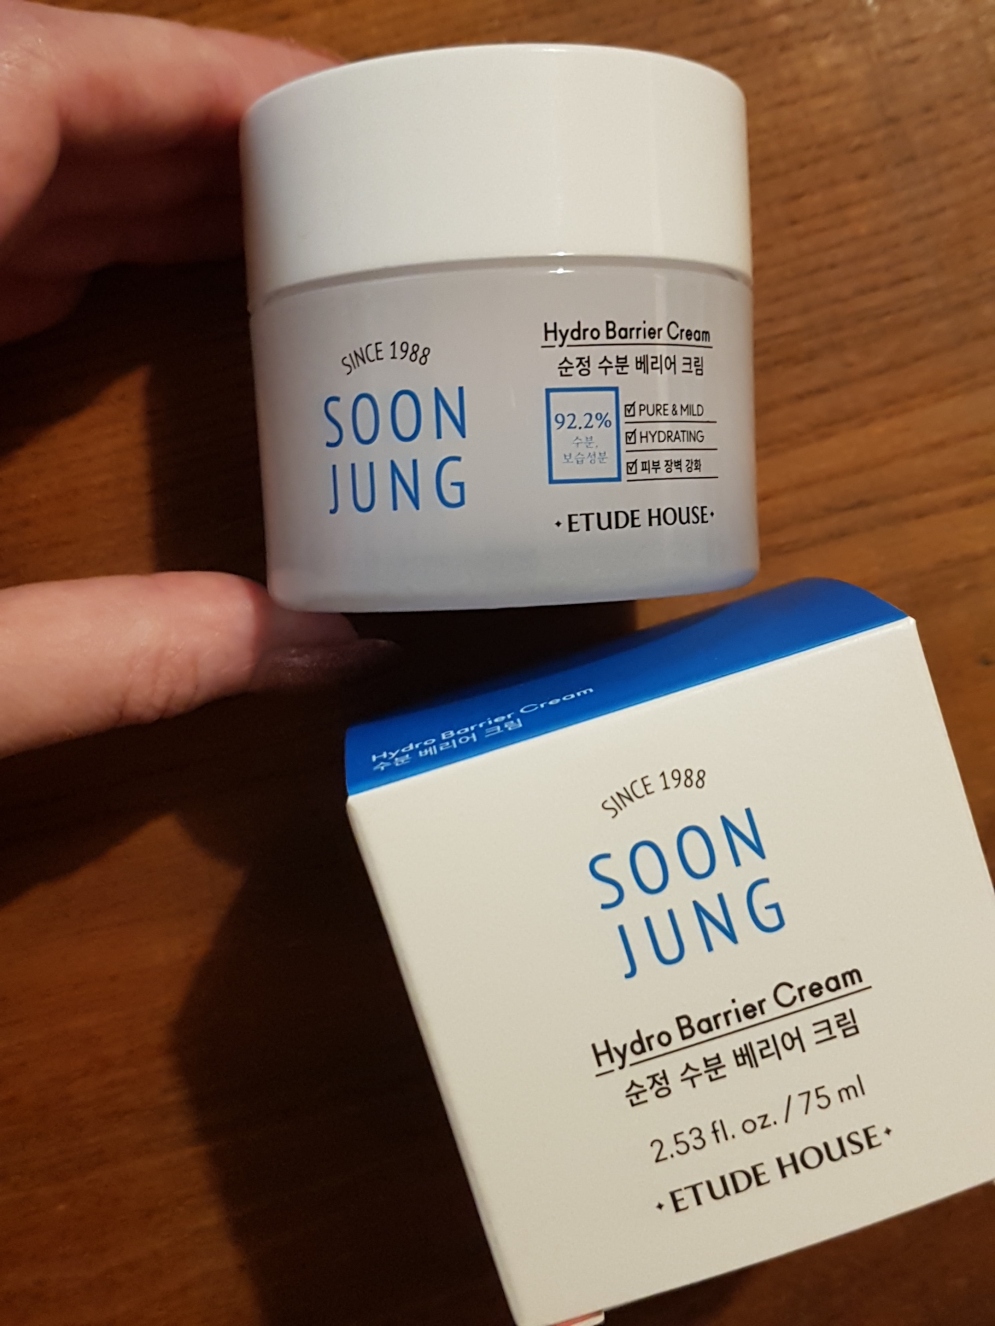 SINCE 1988
SOON
JUNG
Hydro Barrier Cream
순정 수분 베리어 크림
92.2%
수분,
보습성분
PURE & MILD
HYDRATING
피부 장벽 강화
ETUDE HOUSE
Hydro Barrier Cream
수분 베리어 크림
SINCE 1988
SOON
JUNG
Hydro Barrier Cream
순정 수분 베리어 크림
2.53 fl. oz. / 75 ml
ETUDE HOUSE